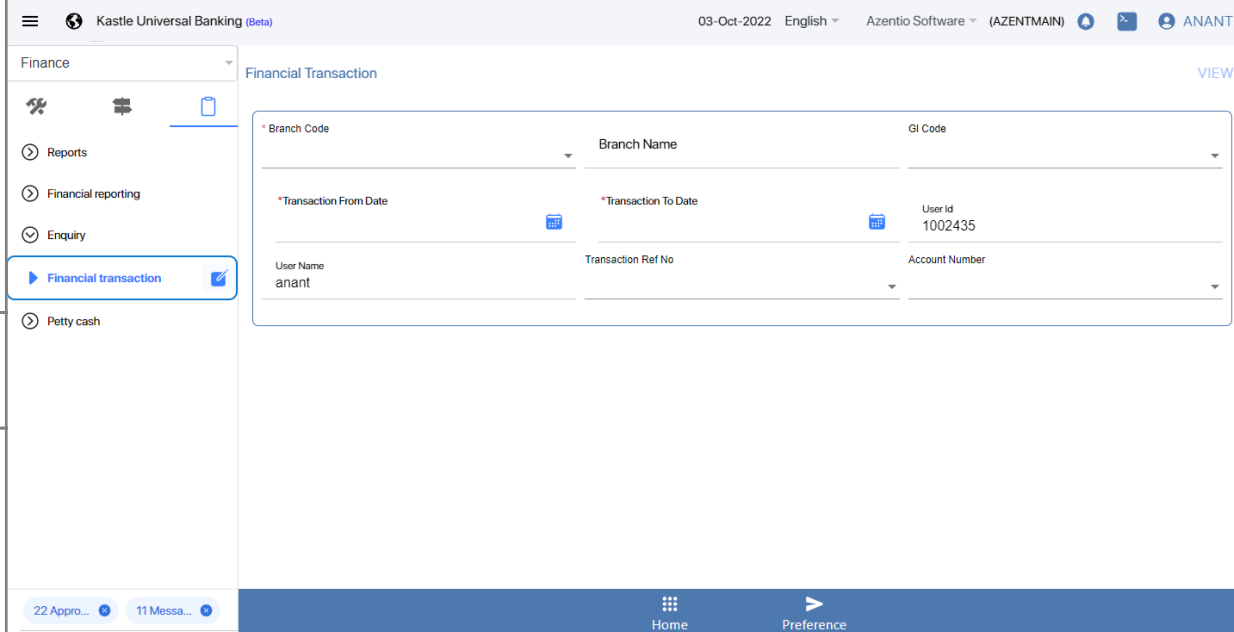 Kastle Universal Banking (Beta)
03-Oct-2022 English Azentio Software (AZENTMAIN) ANANT
Finance
Financial Transaction
VIEW
Reports
Financial reporting
Enquiry
Financial transaction
Petty cash
* Branch Code
Branch Name
Gl Code
*Transaction From Date
*Transaction To Date
User Id
1002435
User Name
anant
Transaction Ref No
Account Number
22 Appro...
11 Messa...
Home
Preference